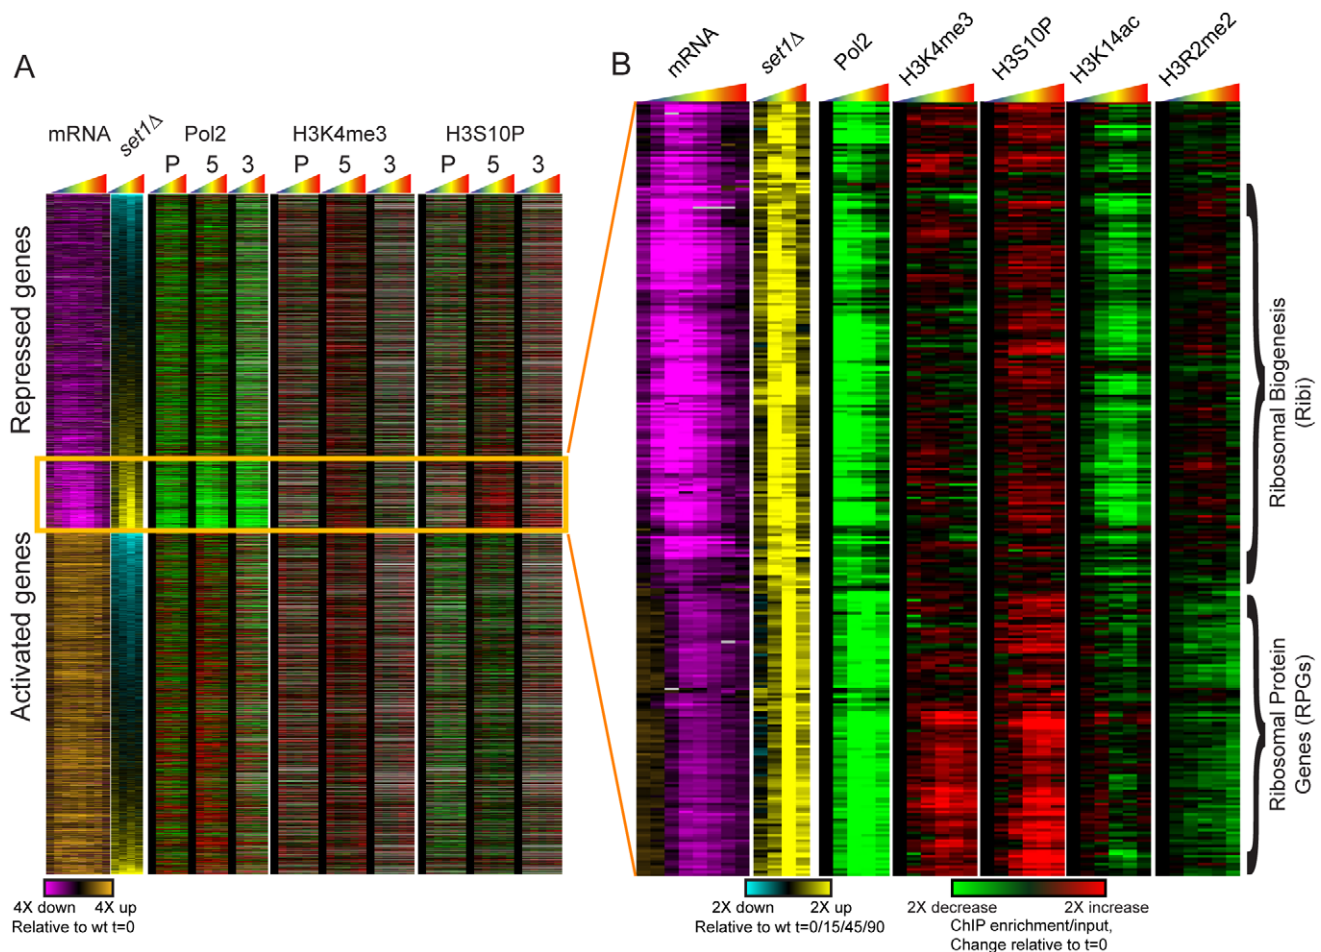 A
mRNA set1Δ Pol2 H3K4me3 H3S10P
P 5 3 P 5 3 P 5 3
Repressed genes
Activated genes
4X down 4X up
Relative to wt t=0
B
mRNA set1Δ Pol2 H3K4me3 H3S10P H3K14ac H3R2me2
Ribosomal Biogenesis
(Ribi)
Ribosomal Protein
Genes (RPGs)
2X down 2X up
Relative to wt t=0/15/45/90
2X decrease 2X increase
ChIP enrichment/input,
Change relative to t=0